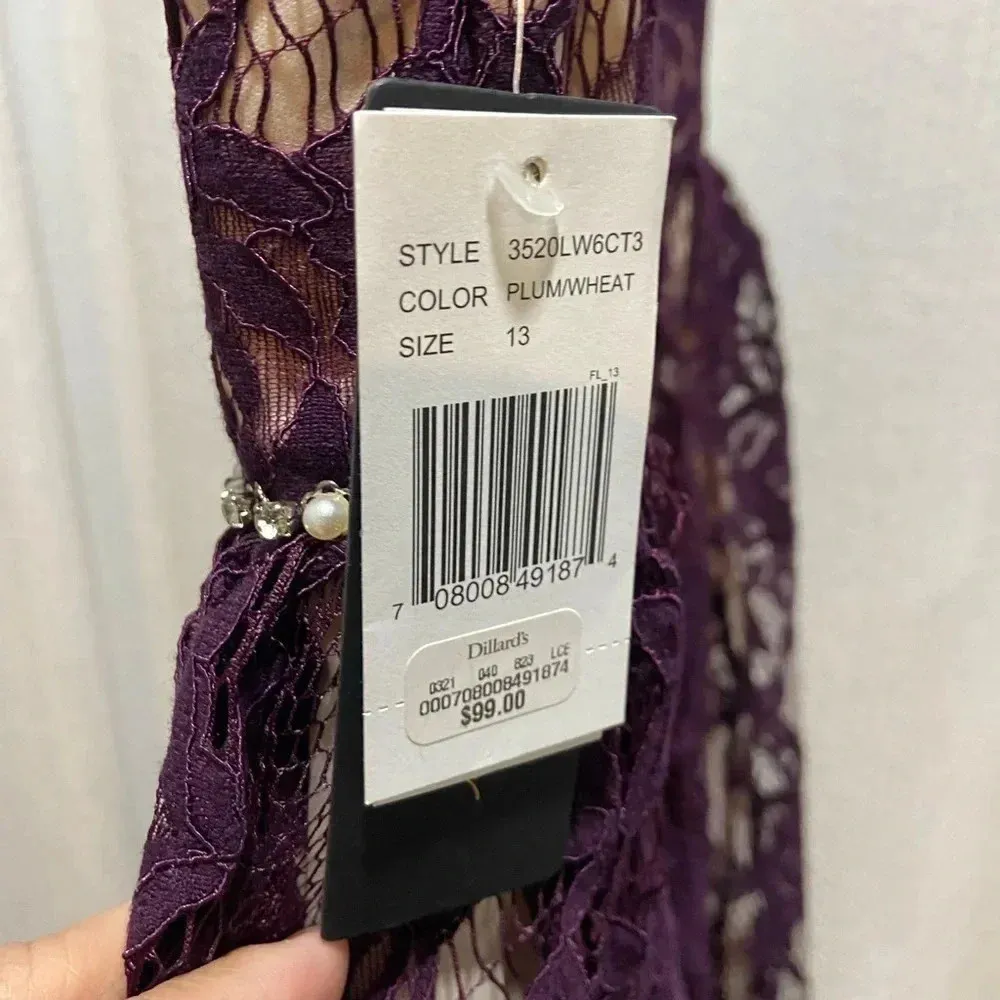 STYLE 3520LW6CT3
COLOR PLUM/WHEAT
SIZE 13
FL_13
7 08008 49187 4
Dillard's
0321 040 823 LCE
000708008491874
$99.00